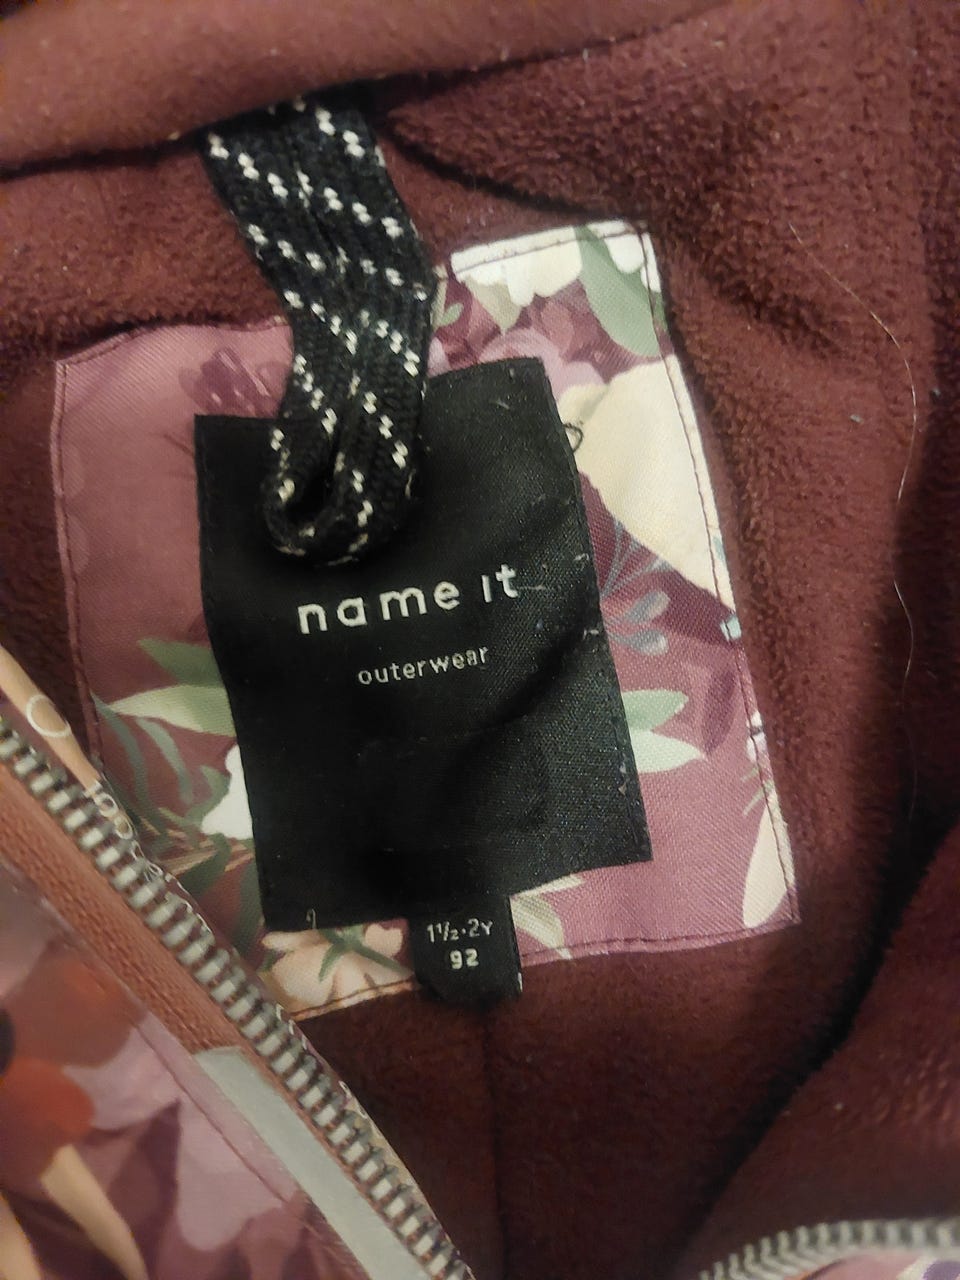 name it
outerwear
1½-2Y
92